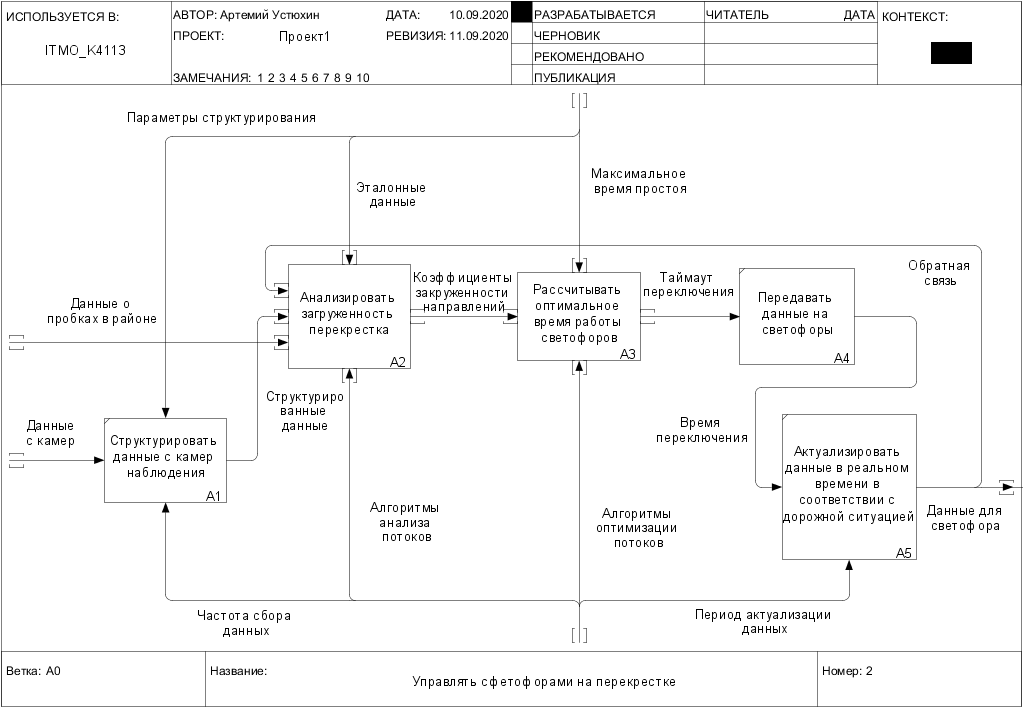 ИСПОЛЬЗУЕТСЯ В:
ITMO_K4113
АВТОР: Артемий Устюхин
ДАТА: 10.09.2020
ПРОЕКТ: Проект1
РЕВИЗИЯ: 11.09.2020
ЗАМЕЧАНИЯ: 1 2 3 4 5 6 7 8 9 10
РАЗРАБАТЫВАЕТСЯ
ЧЕРНОВИК
РЕКОМЕНДОВАНО
ПУБЛИКАЦИЯ
ЧИТАТЕЛЬ
ДАТА
КОНТЕКСТ:
Параметры структурирования
Эталонные
данные
Максимальное
время простоя
Обратная
связь
Данные о
пробках в районе
Анализировать
загруженность
перекрестка
A2
Коэффициенты
закруженности
направлений
Рассчитывать
оптимальное
время работы
светофоров
A3
Таймаут
переключения
Передавать
данные на
светофоры
A4
Данные
с камер
Структурировать
данные с камер
наблюдения
A1
Структуриро
ванные
данные
Время
переключения
Актуализировать
данные в реальном
времени в
соответствии с
дорожной ситуацией
A5
Данные для
светофора
Алгоритмы
анализа
потоков
Алгоритмы
оптимизации
потоков
Частота сбора
данных
Период актуализации
данных
Ветка: A0
Название:
Управлять сфетофорами на перекрестке
Номер: 2